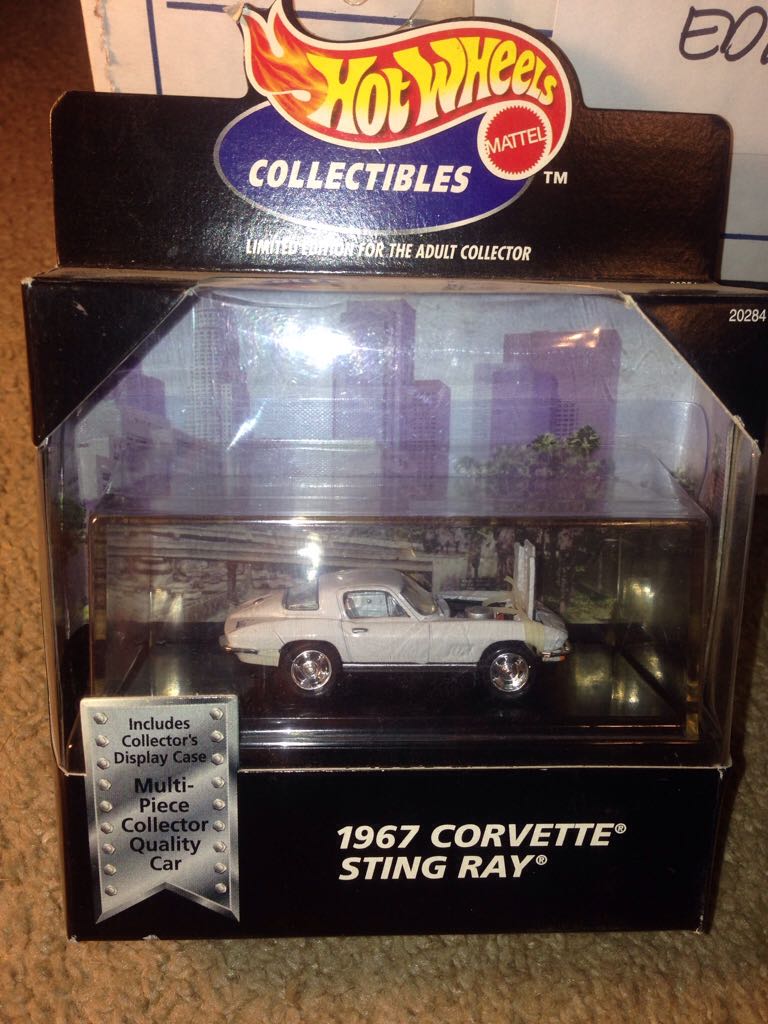 EO
HOT WHEELS
MATTEL
COLLECTIBLES
TM
LIMITED EDITION FOR THE ADULT COLLECTOR
20284
Includes
Collector's
Display Case
Multi-
Piece
Collector
Quality
Car
1967 CORVETTE®
STING RAY®